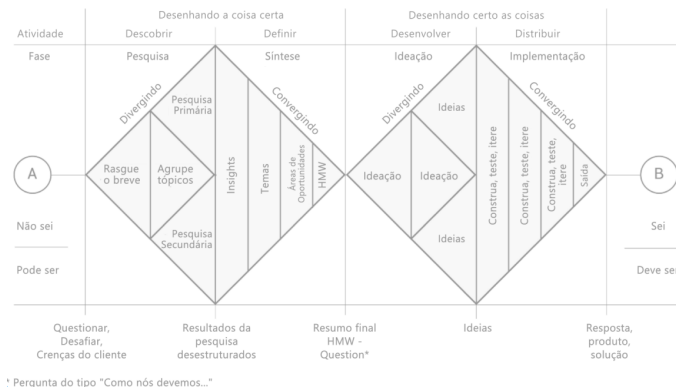 Desenhando a coisa certa
Desenhando certo as coisas
Atividade
Descobrir
Definir
Desenvolver
Distribuir
Fase
Pesquisa
Síntese
Ideação
Implementação
Divergindo
Convergindo
Divergindo
Convergindo
A
Rasgue
o breve
Agrupe
tópicos
Pesquisa
Primária
Pesquisa
Secundária
Insights
Temas
Áreas de
Oportunidades
HMW
Ideação
Ideação
Ideias
Ideias
Construa, teste, itere
Construa, teste, itere
Construa, teste,
itere
Saída
B
Não sei
Pode ser
Sei
Deve ser
Questionar,
Desafiar,
Crenças do cliente
Resultados da
pesquisa
desestruturados
Resumo final
HMW -
Question*
Ideias
Resposta,
produto,
solução
* Pergunta do tipo "Como nós devemos..."